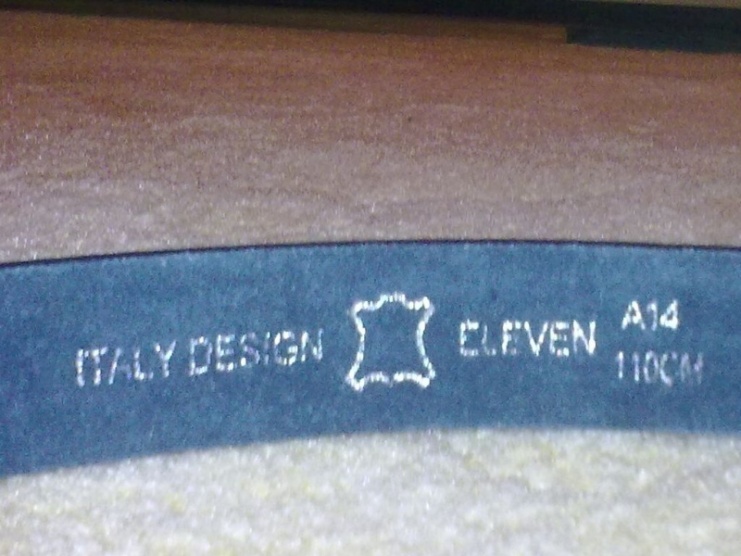 ITALY DESIGN ELEVEN A14
110CM